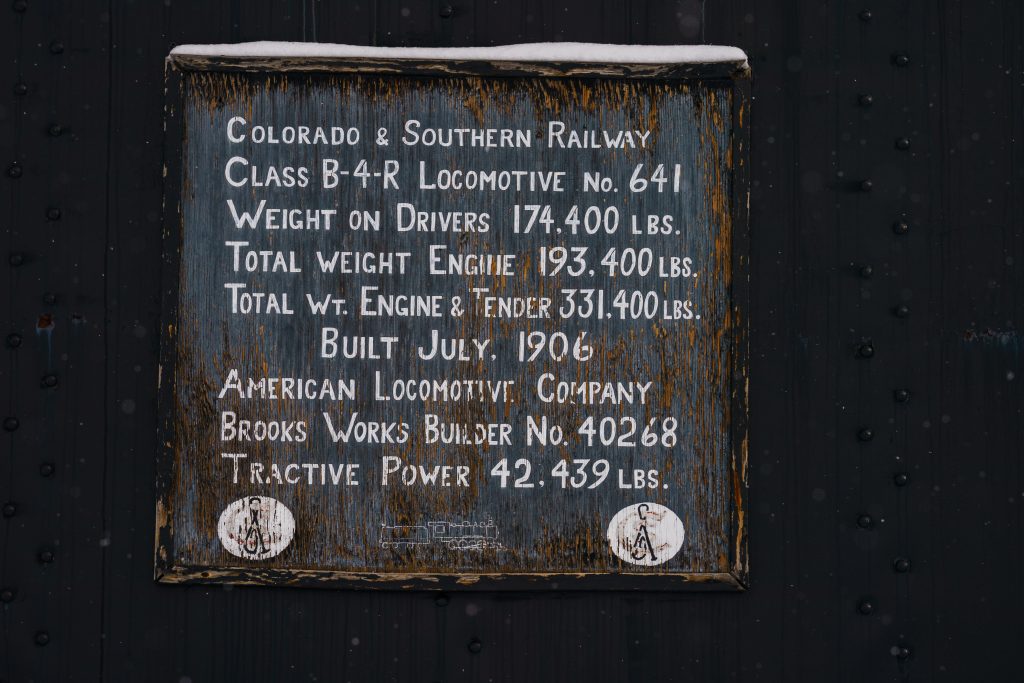 Colorado & Southern Railway
Class B-4-R Locomotive No. 641
Weight on Drivers 174,400 lbs.
Total weight Engine 193,400 lbs.
Total wt. Engine & Tender 331,400 lbs.
Built July, 1906
American Locomotive Company
Brooks Works Builder No. 40268
Tractive Power 42,439 lbs.